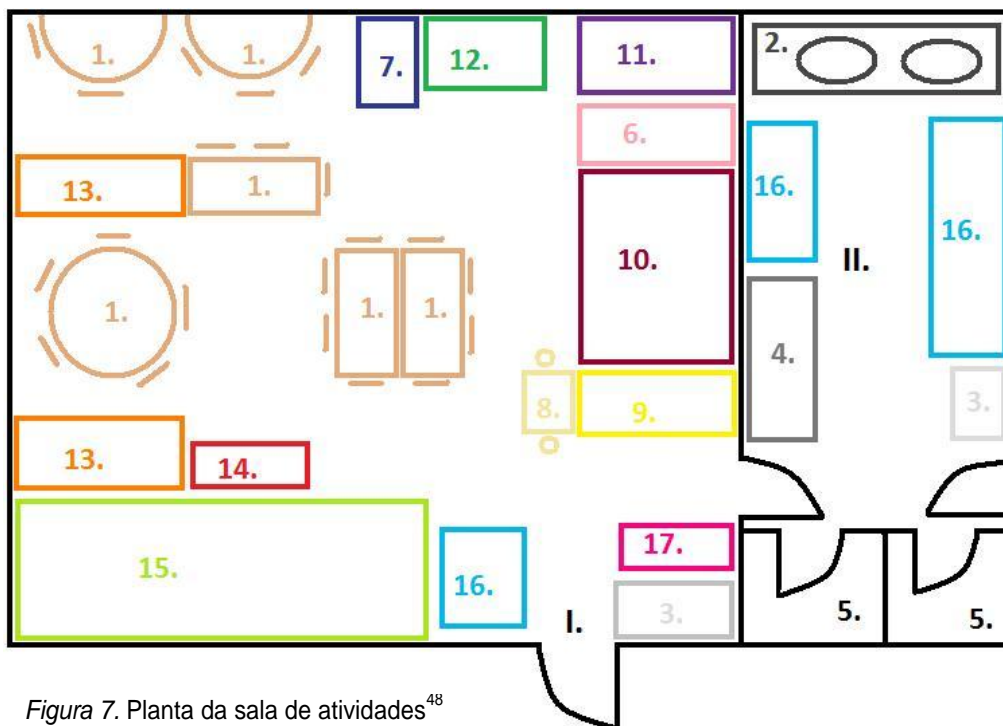 1. 1. 7. 12. 11. 2.
6.
13. 1. 16. 16.
10. II.
1. 1. 1. 4.
8. 9. 3.
13. 14.
15. 16. 17.
I. 3. 5. 5.
Figura 7. Planta da sala de atividades48